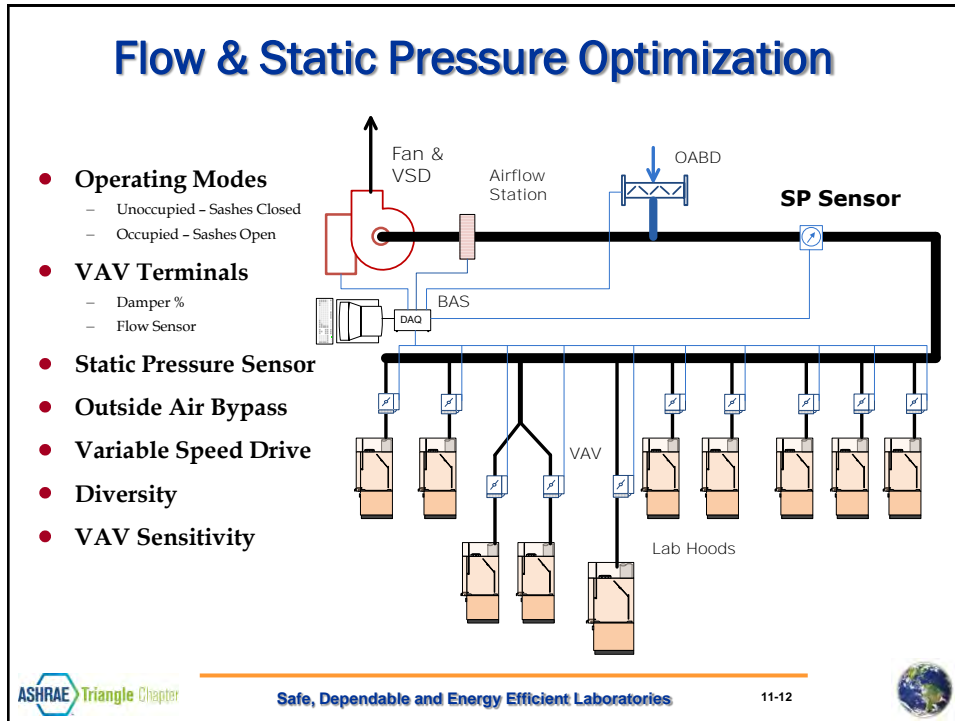 Flow & Static Pressure Optimization
• Operating Modes
– Unoccupied – Sashes Closed
– Occupied – Sashes Open
• VAV Terminals
– Damper %
– Flow Sensor
• Static Pressure Sensor
• Outside Air Bypass
• Variable Speed Drive
• Diversity
• VAV Sensitivity
Fan &
VSD
Airflow
Station
OABD
SP Sensor
BAS
DAQ
VAV
Lab Hoods
ASHRAE Triangle Chapter
Safe, Dependable and Energy Efficient Laboratories
11-12